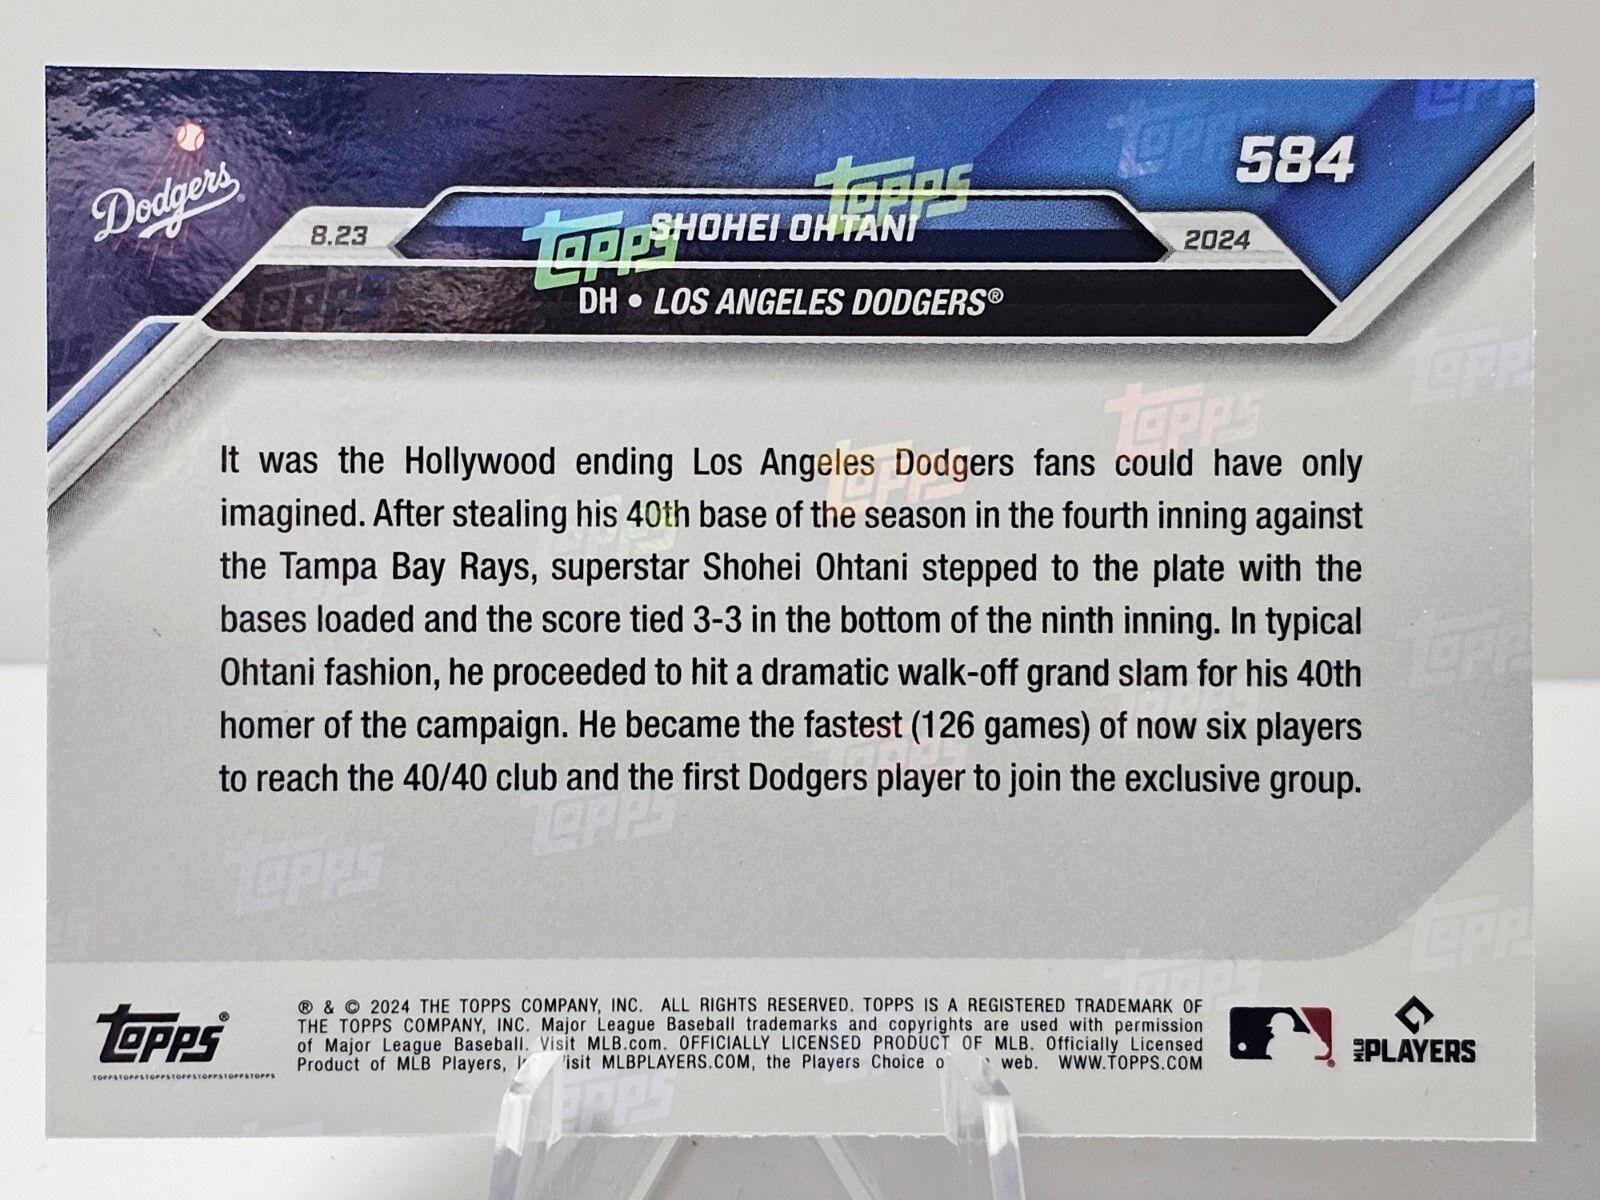 Dodgers
584
SHOHEI OHTANI
8.23
2024
DH • LOS ANGELES DODGERS®
It was the Hollywood ending Los Angeles Dodgers fans could have only
imagined. After stealing his 40th base of the season in the fourth inning against
the Tampa Bay Rays, superstar Shohei Ohtani stepped to the plate with the
bases loaded and the score tied 3-3 in the bottom of the ninth inning. In typical
Ohtani fashion, he proceeded to hit a dramatic walk-off grand slam for his 40th
homer of the campaign. He became the fastest (126 games) of now six players
to reach the 40/40 club and the first Dodgers player to join the exclusive group.
Topps®
TOPPSTOPPSTOPPSTOPPSTOPPSTOPPSTOPPS
® & © 2024 THE TOPPS COMPANY, INC. ALL RIGHTS RESERVED. TOPPS IS A REGISTERED TRADEMARK OF
THE TOPPS COMPANY, INC. Major League Baseball trademarks and copyrights are used with permission
of Major League Baseball. Visit MLB.com. OFFICIALLY LICENSED PRODUCT OF MLB. Officially Licensed
Product of MLB Players, Visit MLBPLAYERS.COM, the Players Choice web. WWW.TOPPS.COM
MLB PLAYERS